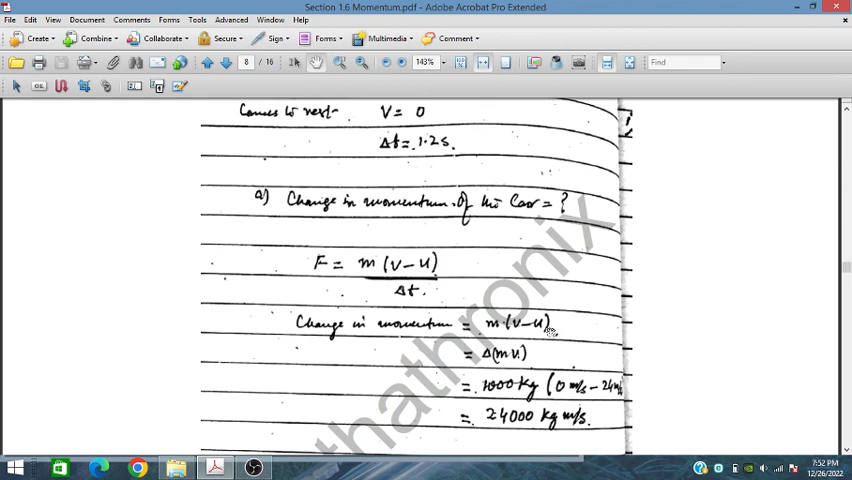 Section 1.6 Momentum.pdf - Adobe Acrobat Pro Extended
File Edit View Document Comments Forms Tools Advanced Window Help
Create Combine Collaborate Secure Sign Forms Multimedia Comment
8 / 16 143% Find
Comes to rest V = 0
Δt = 1.2 s.
a) Change in momentum of the Car = ?
F = m (V - U)
Δt.
Change in momentum = m (V - U)
= Δ(mv)
= 1000 kg (0 m/s - 24 m/s
= 24000 kg m/s.
thathronix
7:52 PM
12/26/2022